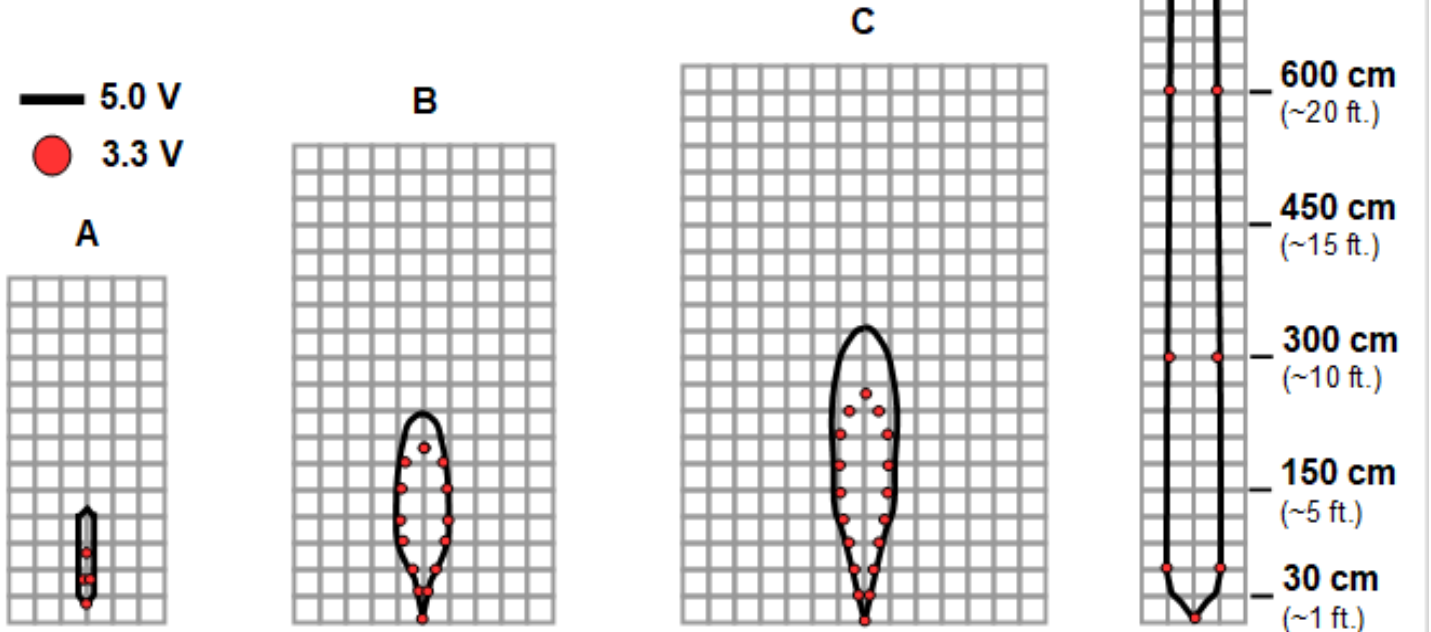 C
5.0 V
B
3.3 V
A
600 cm
(~20 ft.)
450 cm
(~15 ft.)
300 cm
(~10 ft.)
150 cm
(~5 ft.)
30 cm
(~1 ft.)